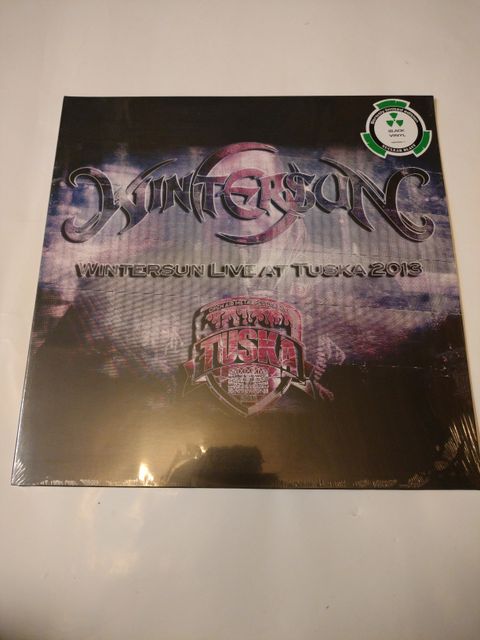 WINTERSUN
WINTERSUN LIVE AT TUSKA 2013
TUSKA
BLACK
VINYL